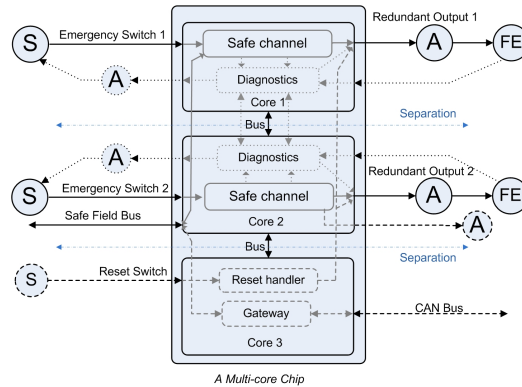 S
Emergency Switch 1
Safe channel
Redundant Output 1
A
FE
A
Diagnostics
Core 1
Bus
Separation
A
Diagnostics
Redundant Output 2
S
Emergency Switch 2
Safe channel
A
FE
Safe Field Bus
Core 2
A
Bus
Separation
S
Reset Switch
Reset handler
Gateway
CAN Bus
Core 3
A Multi-core Chip